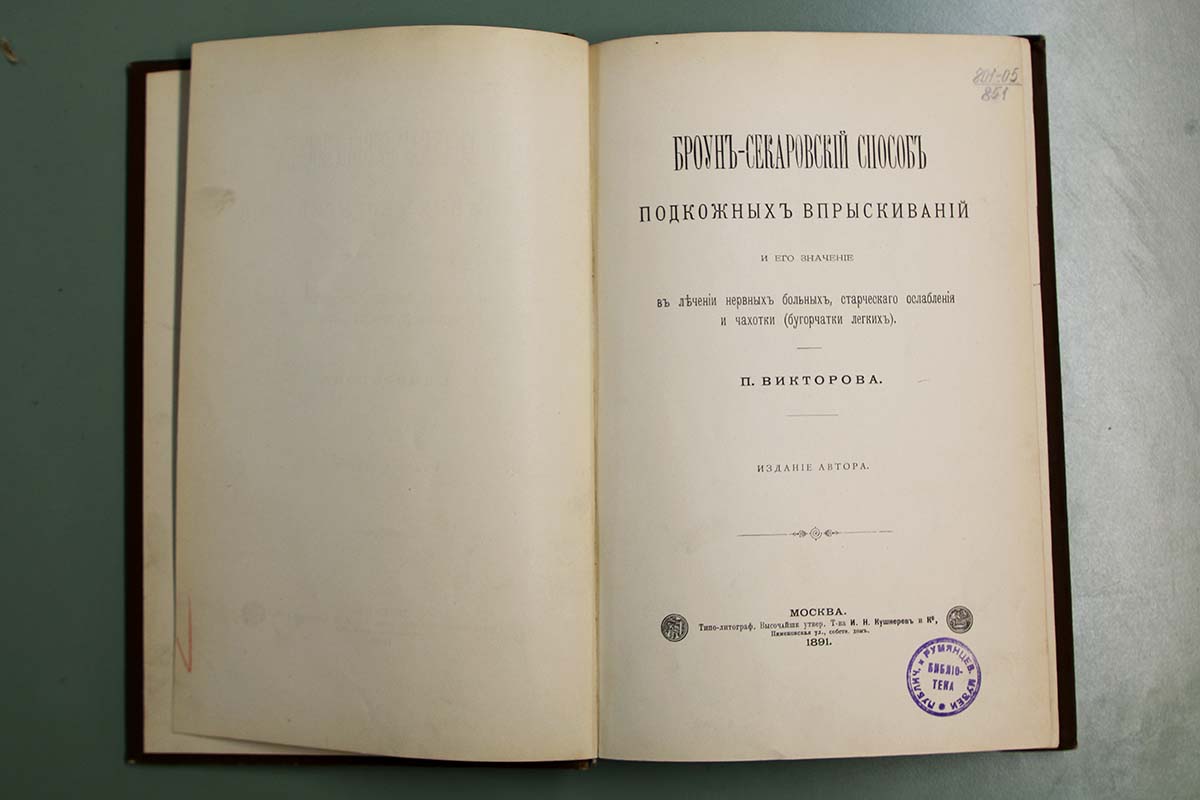 801-05
851
БРОУНЪ-СЕКАРОВСКІЙ СПОСОБЪ
ПОДКОЖНЫХЪ ВПРЫСКИВАНІЙ
И ЕГО ЗНАЧЕНІЕ
въ лѣченіи нервныхъ больныхъ, старческаго ослабленія
и чахотки (бугорчатки легкихъ).
П. ВИКТОРОВА.
ИЗДАНІЕ АВТОРА.
МОСКВА.
Типо-литограф. Высочайше утвер. Т-ва И. Н. Кушнеревъ и Кº,
Пименовская ул., собств. домъ.
1891.
ПУБЛИЧ. и РУМЯНЦЕВ. МУЗЕИ
БИБЛІО-
ТЕКА